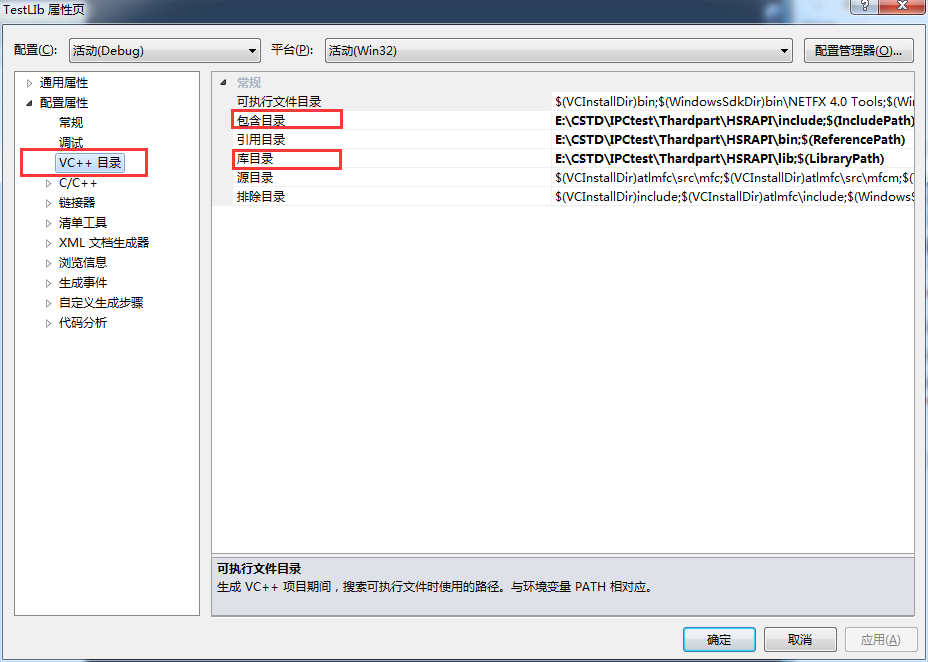 TestLIb 属性页
配置(C): 活动(Debug) 平台(P): 活动(Win32) 配置管理器(O)...
通用属性
配置属性
常规
调试
VC++ 目录
C/C++
链接器
清单工具
XML 文档生成器
浏览信息
生成事件
自定义生成步骤
代码分析
常规
可执行文件目录 $(VCInstallDir)bin;$(WindowsSdkDir)bin\NETFX 4.0 Tools;$(Wi
包含目录 E:\CSTD\IPCtest\Thardpart\HSRAPI\include;$(IncludePath)
引用目录 E:\CSTD\IPCtest\Thardpart\HSRAPI\bin;$(ReferencePath)
库目录 E:\CSTD\IPCtest\Thardpart\HSRAPI\lib;$(LibraryPath)
源目录 $(VCInstallDir)atlmfc\src\mfc;$(VCInstallDir)atlmfc\src\mfcm;$(
排除目录 $(VCInstallDir)include;$(VCInstallDir)atlmfc\include;$(WindowsS
可执行文件目录
生成 VC++ 项目期间，搜索可执行文件时使用的路径。与环境变量 PATH 相对应。
确定 取消 应用(A)